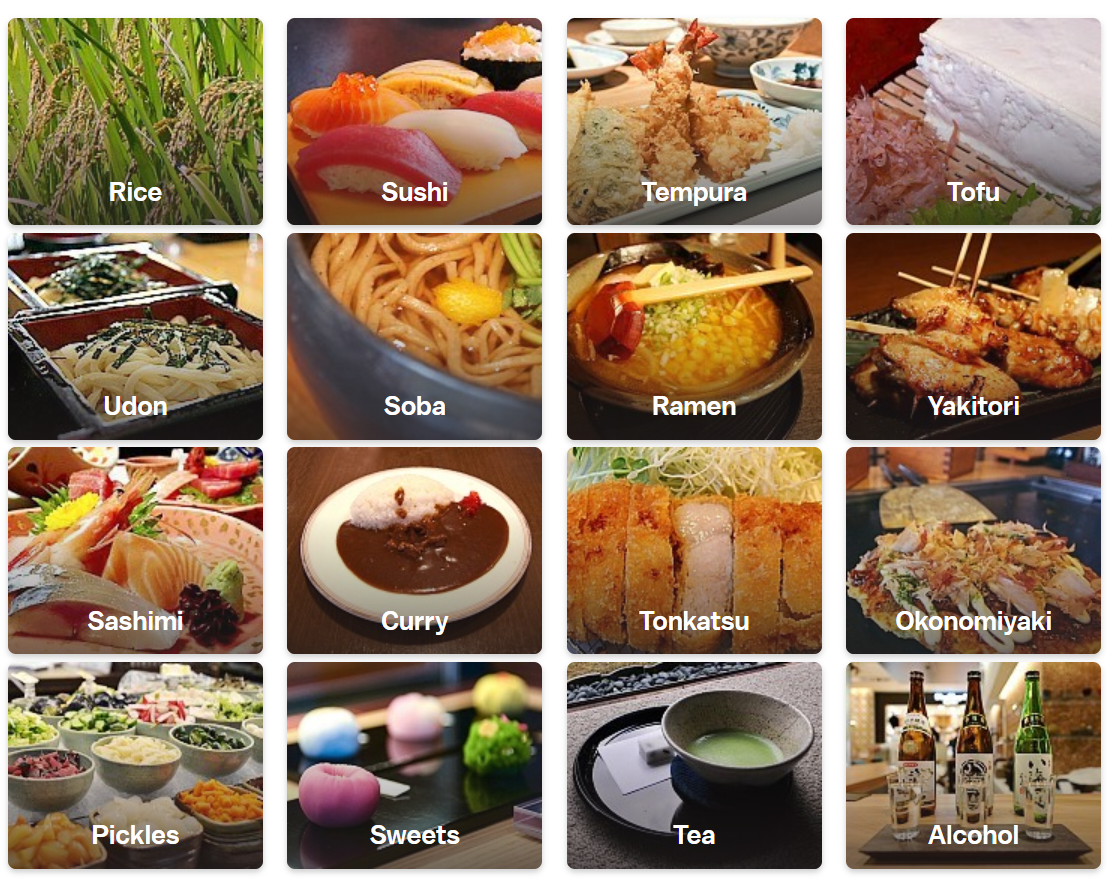 Rice
Sushi
Tempura
Tofu
Udon
Soba
Ramen
Yakitori
Sashimi
Curry
Tonkatsu
Okonomiyaki
Pickles
Sweets
Tea
Alcohol